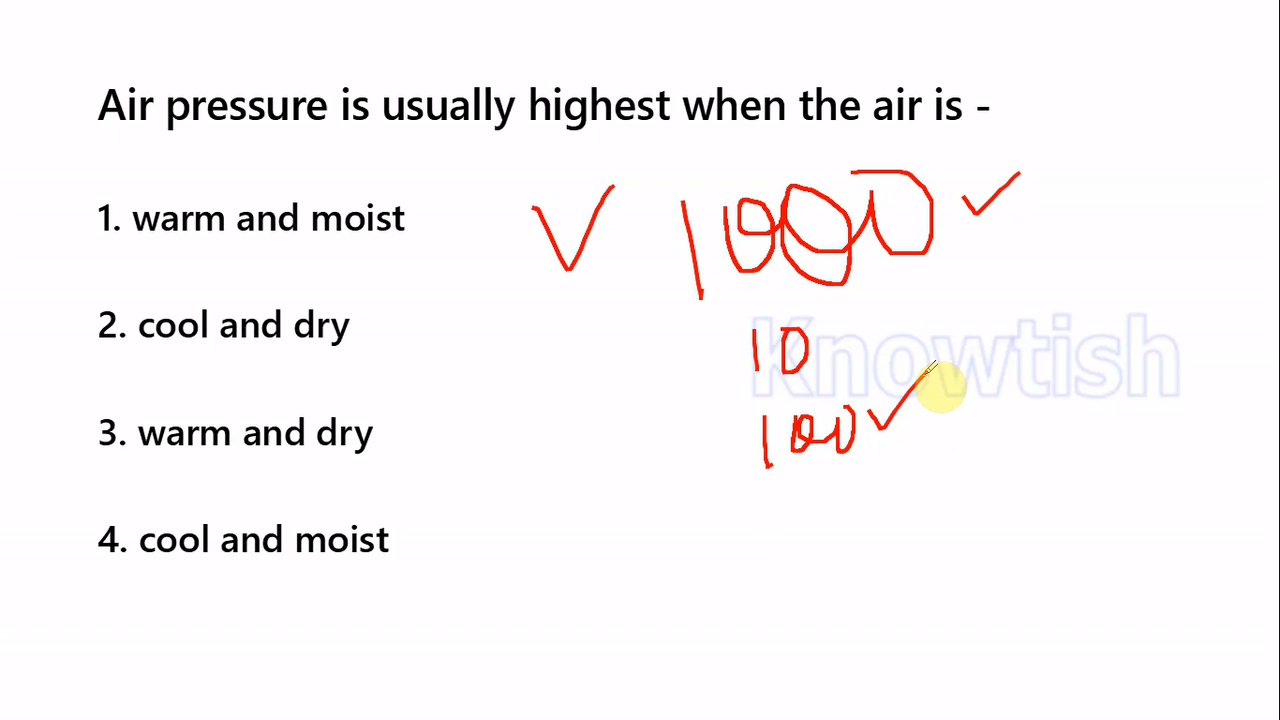 Air pressure is usually highest when the air is -
1. warm and moist
V 1000 ✓
2. cool and dry
10
Knowtish
3. warm and dry
100 ✓
4. cool and moist